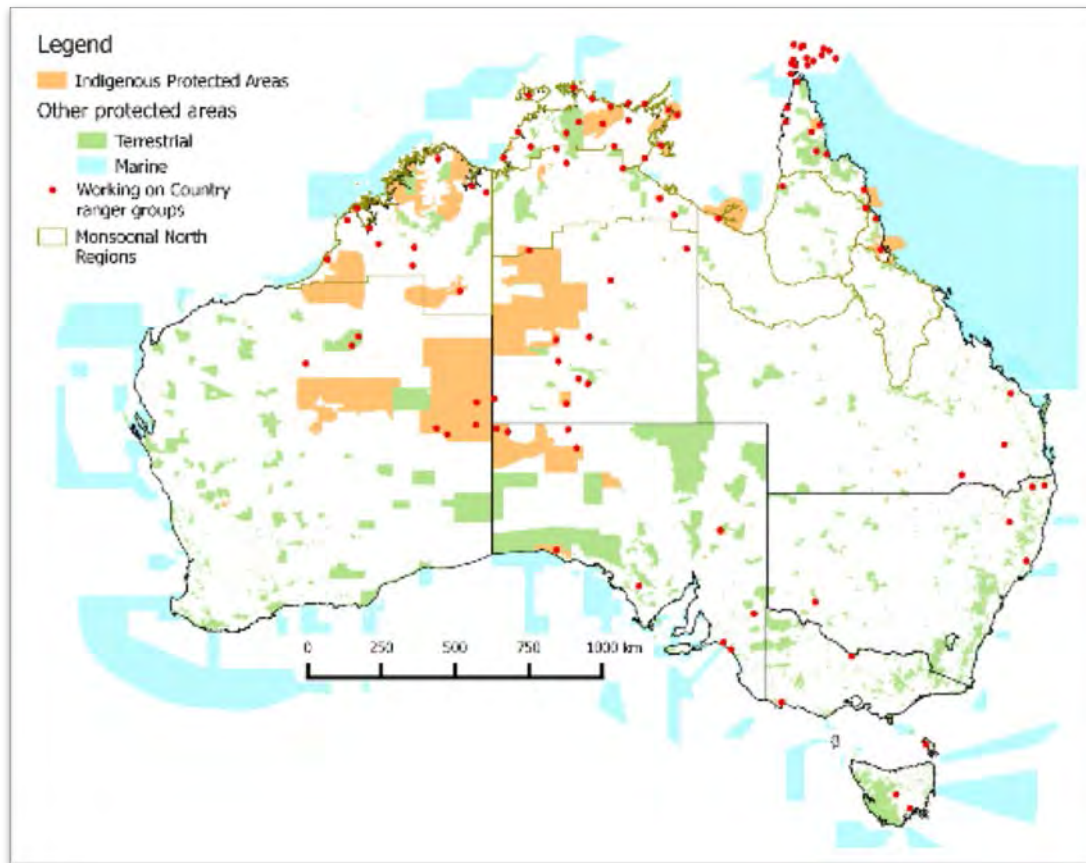 Legend
Indigenous Protected Areas
Other protected areas
Terrestrial
Marine
Working on Country
ranger groups
Monsoonal North
Regions
0 250 500 750 1000 km